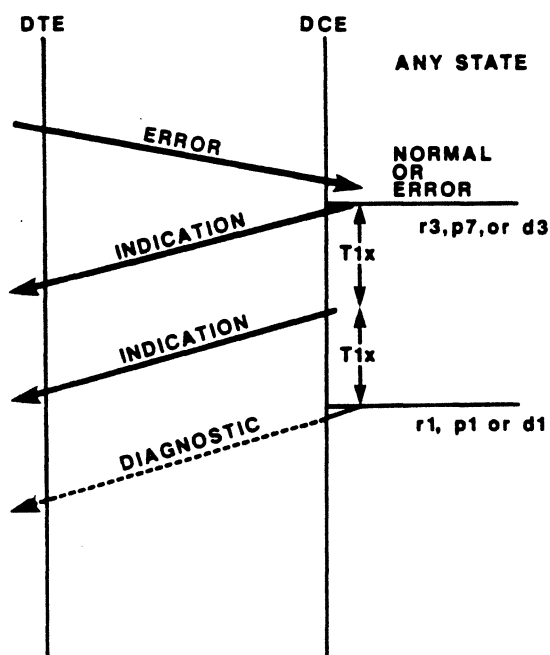 DTE
DCE
ANY STATE
ERROR
NORMAL
OR
ERROR
r3,p7,or d3
INDICATION
T1x
INDICATION
T1x
r1, p1 or d1
DIAGNOSTIC